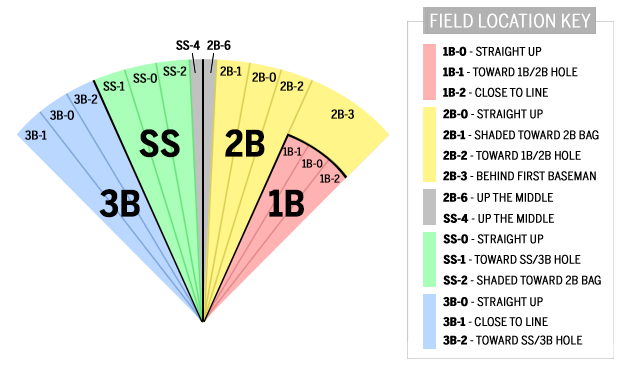 FIELD LOCATION KEY
SS-4
2B-6
3B-1
3B-0
3B-2
SS-1
SS-0
SS-2
2B-1
2B-0
2B-2
2B-3
1B-1
1B-0
1B-2
3B
SS
2B
1B
1B-0 - STRAIGHT UP
1B-1 - TOWARD 1B/2B HOLE
1B-2 - CLOSE TO LINE
2B-0 - STRAIGHT UP
2B-1 - SHADED TOWARD 2B BAG
2B-2 - TOWARD 1B/2B HOLE
2B-3 - BEHIND FIRST BASEMAN
2B-6 - UP THE MIDDLE
SS-4 - UP THE MIDDLE
SS-0 - STRAIGHT UP
SS-1 - TOWARD SS/3B HOLE
SS-2 - SHADED TOWARD 2B BAG
3B-0 - STRAIGHT UP
3B-1 - CLOSE TO LINE
3B-2 - TOWARD SS/3B HOLE